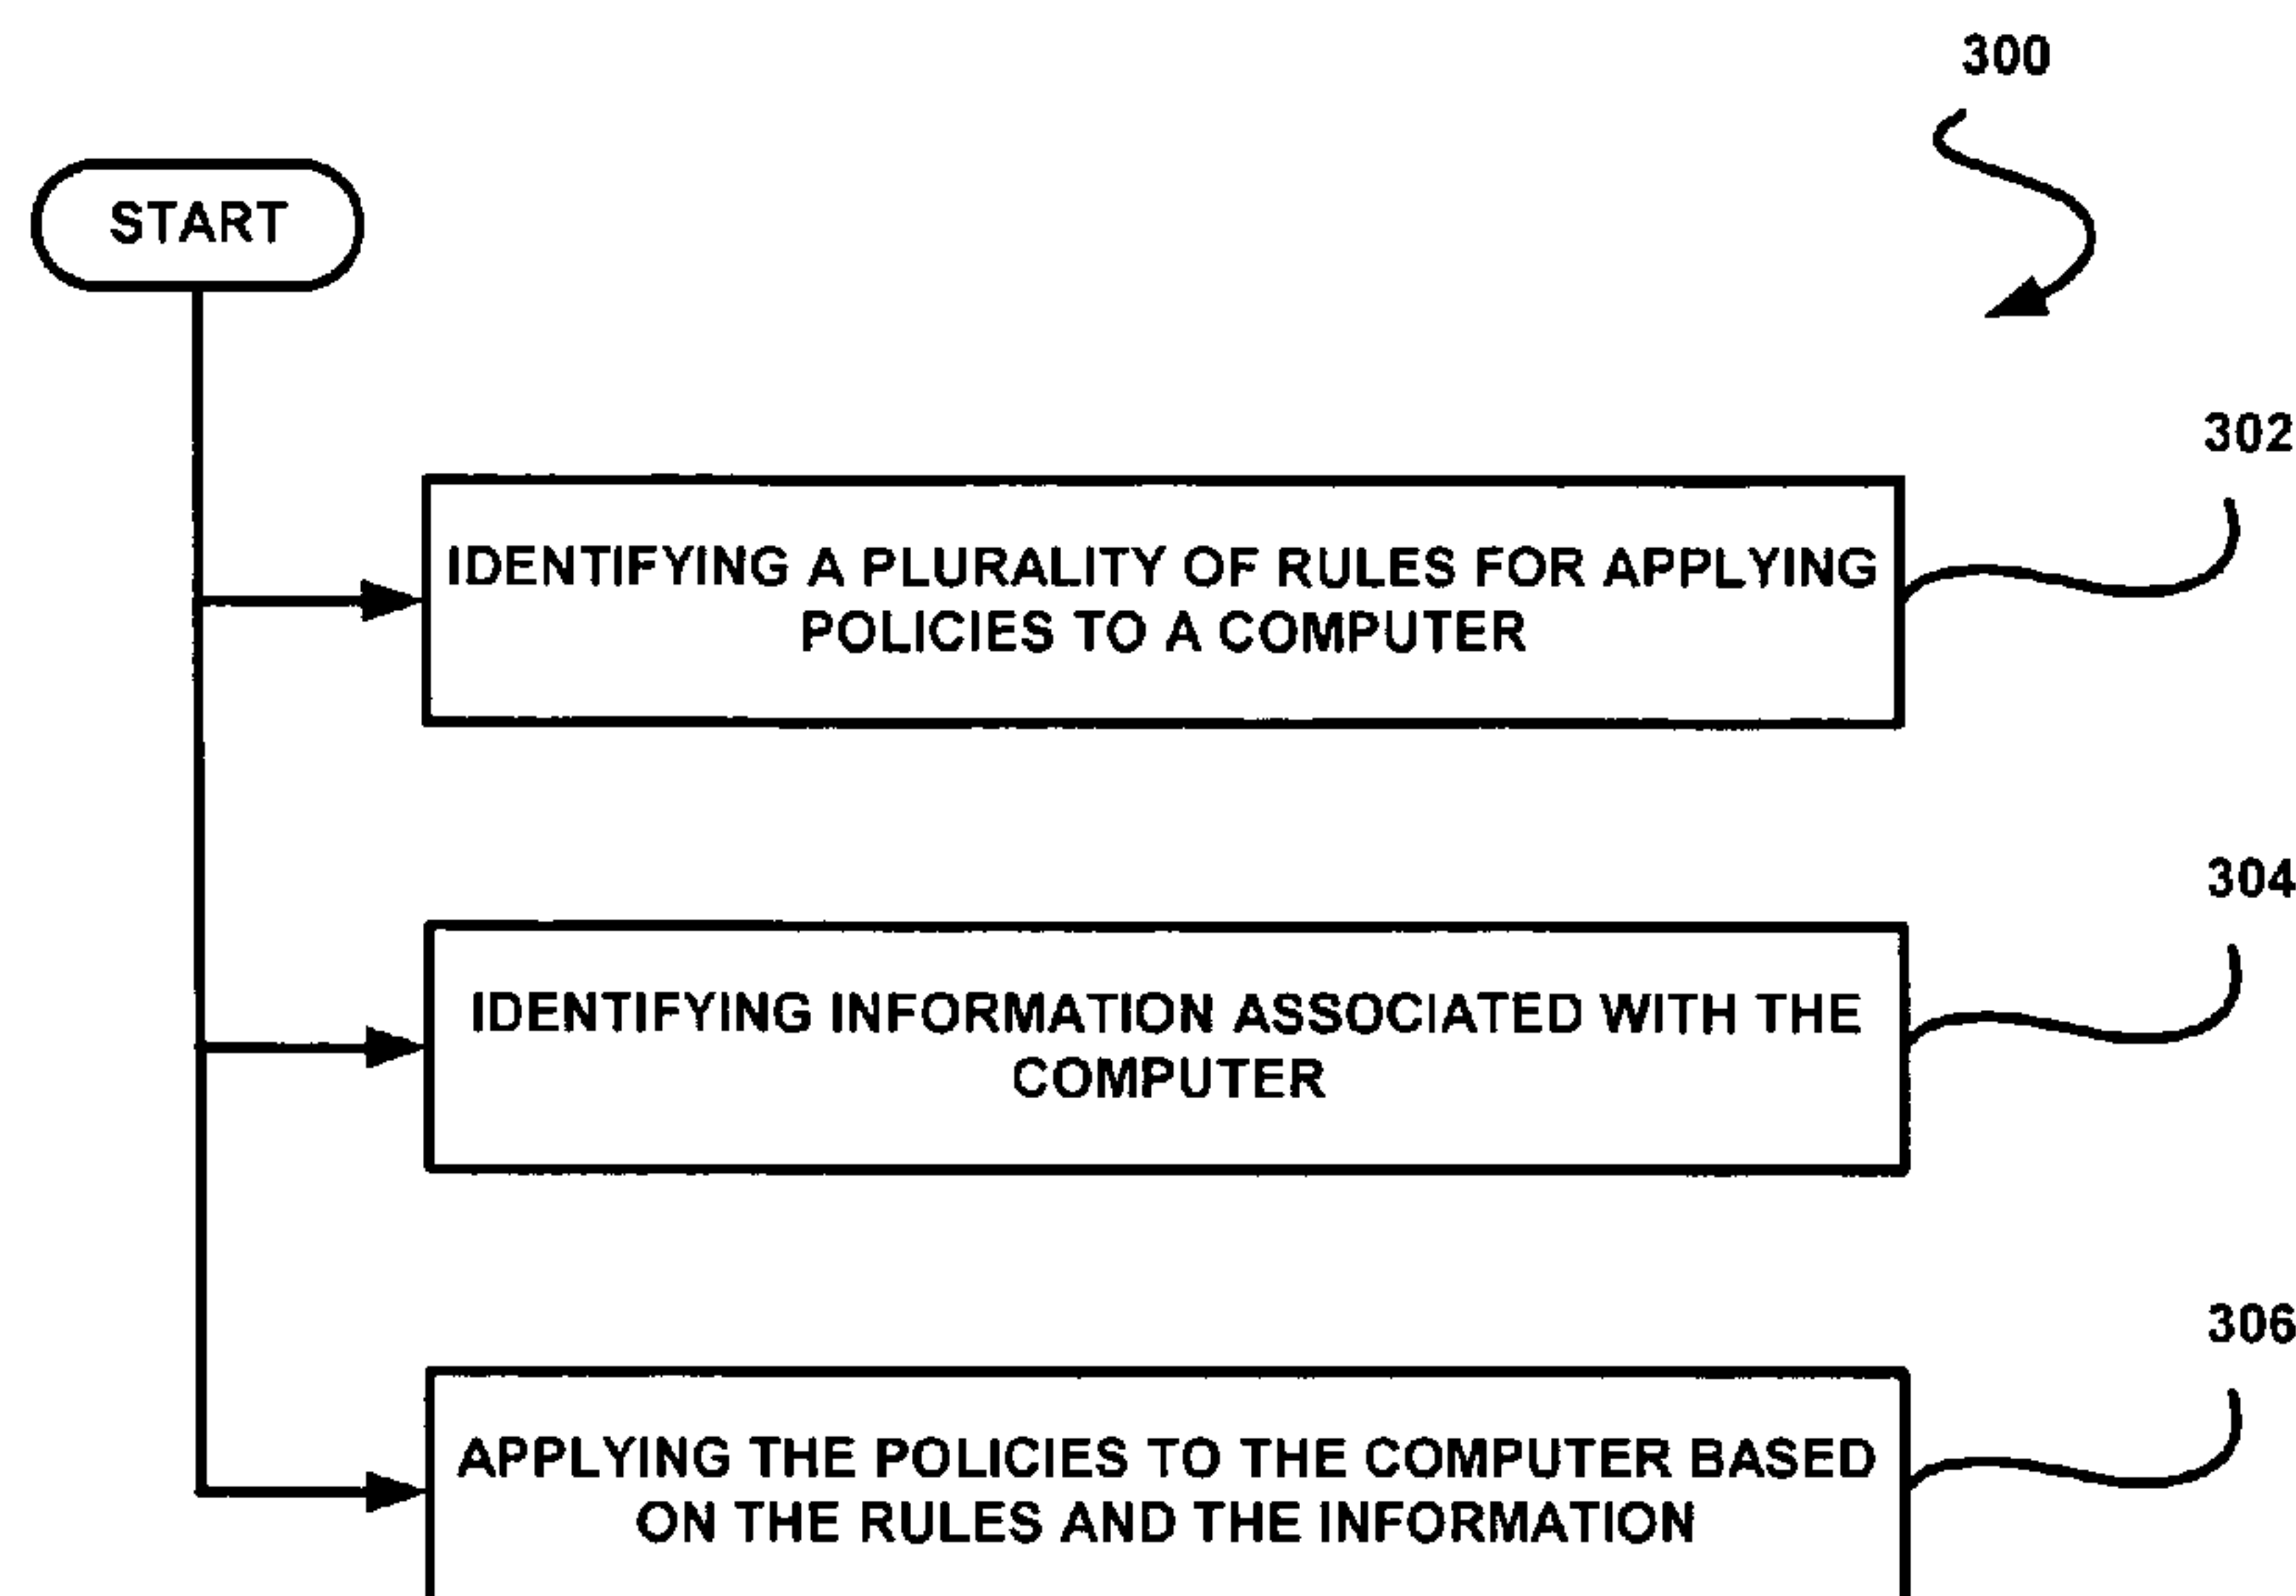 300
START
302
IDENTIFYING A PLURALITY OF RULES FOR APPLYING
POLICIES TO A COMPUTER
304
IDENTIFYING INFORMATION ASSOCIATED WITH THE
COMPUTER
306
APPLYING THE POLICIES TO THE COMPUTER BASED
ON THE RULES AND THE INFORMATION